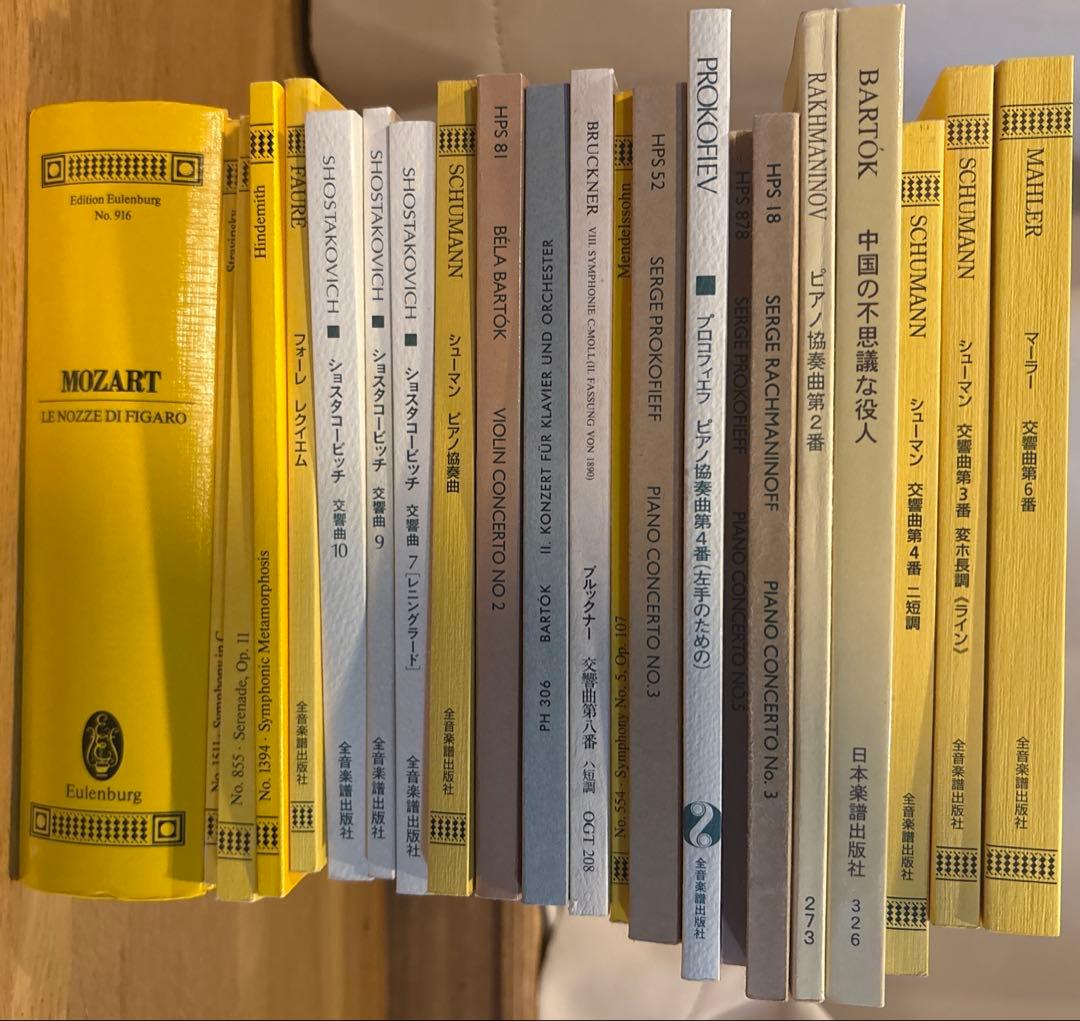 Edition Eulenburg
No. 916
MOZART
LE NOZZE DI FIGARO
Eulenburg
No. 1511 · Symphony in C
No. 855 · Serenade, Op. 11
Hindemith
No. 1394 · Symphonic Metamorphosis
FAURÉ フォーレ レクイエム 全音楽譜出版社
SHOSTAKOVICH ■ ショスタコービッチ 交響曲 10 全音楽譜出版社
SHOSTAKOVICH ■ ショスタコービッチ 交響曲 9 全音楽譜出版社
SHOSTAKOVICH ■ ショスタコービッチ 交響曲 7 [レニングラード] 全音楽譜出版社
SCHUMANN シューマン ピアノ協奏曲 全音楽譜出版社
HPS 81 BÉLA BARTÓK VIOLIN CONCERTO NO 2
PH 306 BARTÓK II. KONZERT FÜR KLAVIER UND ORCHESTER
BRUCKNER VIII. SYMPHONIE C-MOLL (II. FASSUNG VON 1890) ブルックナー 交響曲第八番 ハ短調 OGT 208
Mendelssohn
No. 554 · Symphony No. 5, Op. 107
HPS 52 SERGE PROKOFIEFF PIANO CONCERTO NO.3
PROKOFIEV ■ プロコフィエフ ピアノ協奏曲第4番(左手のための) 全音楽譜出版社
HPS 878 SERGE PROKOFIEFF PIANO CONCERTO NO.5
HPS 18 SERGE RACHMANINOFF PIANO CONCERTO No. 3
RAKHMANINOV ピアノ協奏曲第2番 273
BARTÓK 中国の不思議な役人 日本楽譜出版社 326
SCHUMANN シューマン 交響曲第4番 ニ短調 全音楽譜出版社
SCHUMANN シューマン 交響曲第3番 変ホ長調《ライン》 全音楽譜出版社
MAHLER マーラー 交響曲第6番 全音楽譜出版社